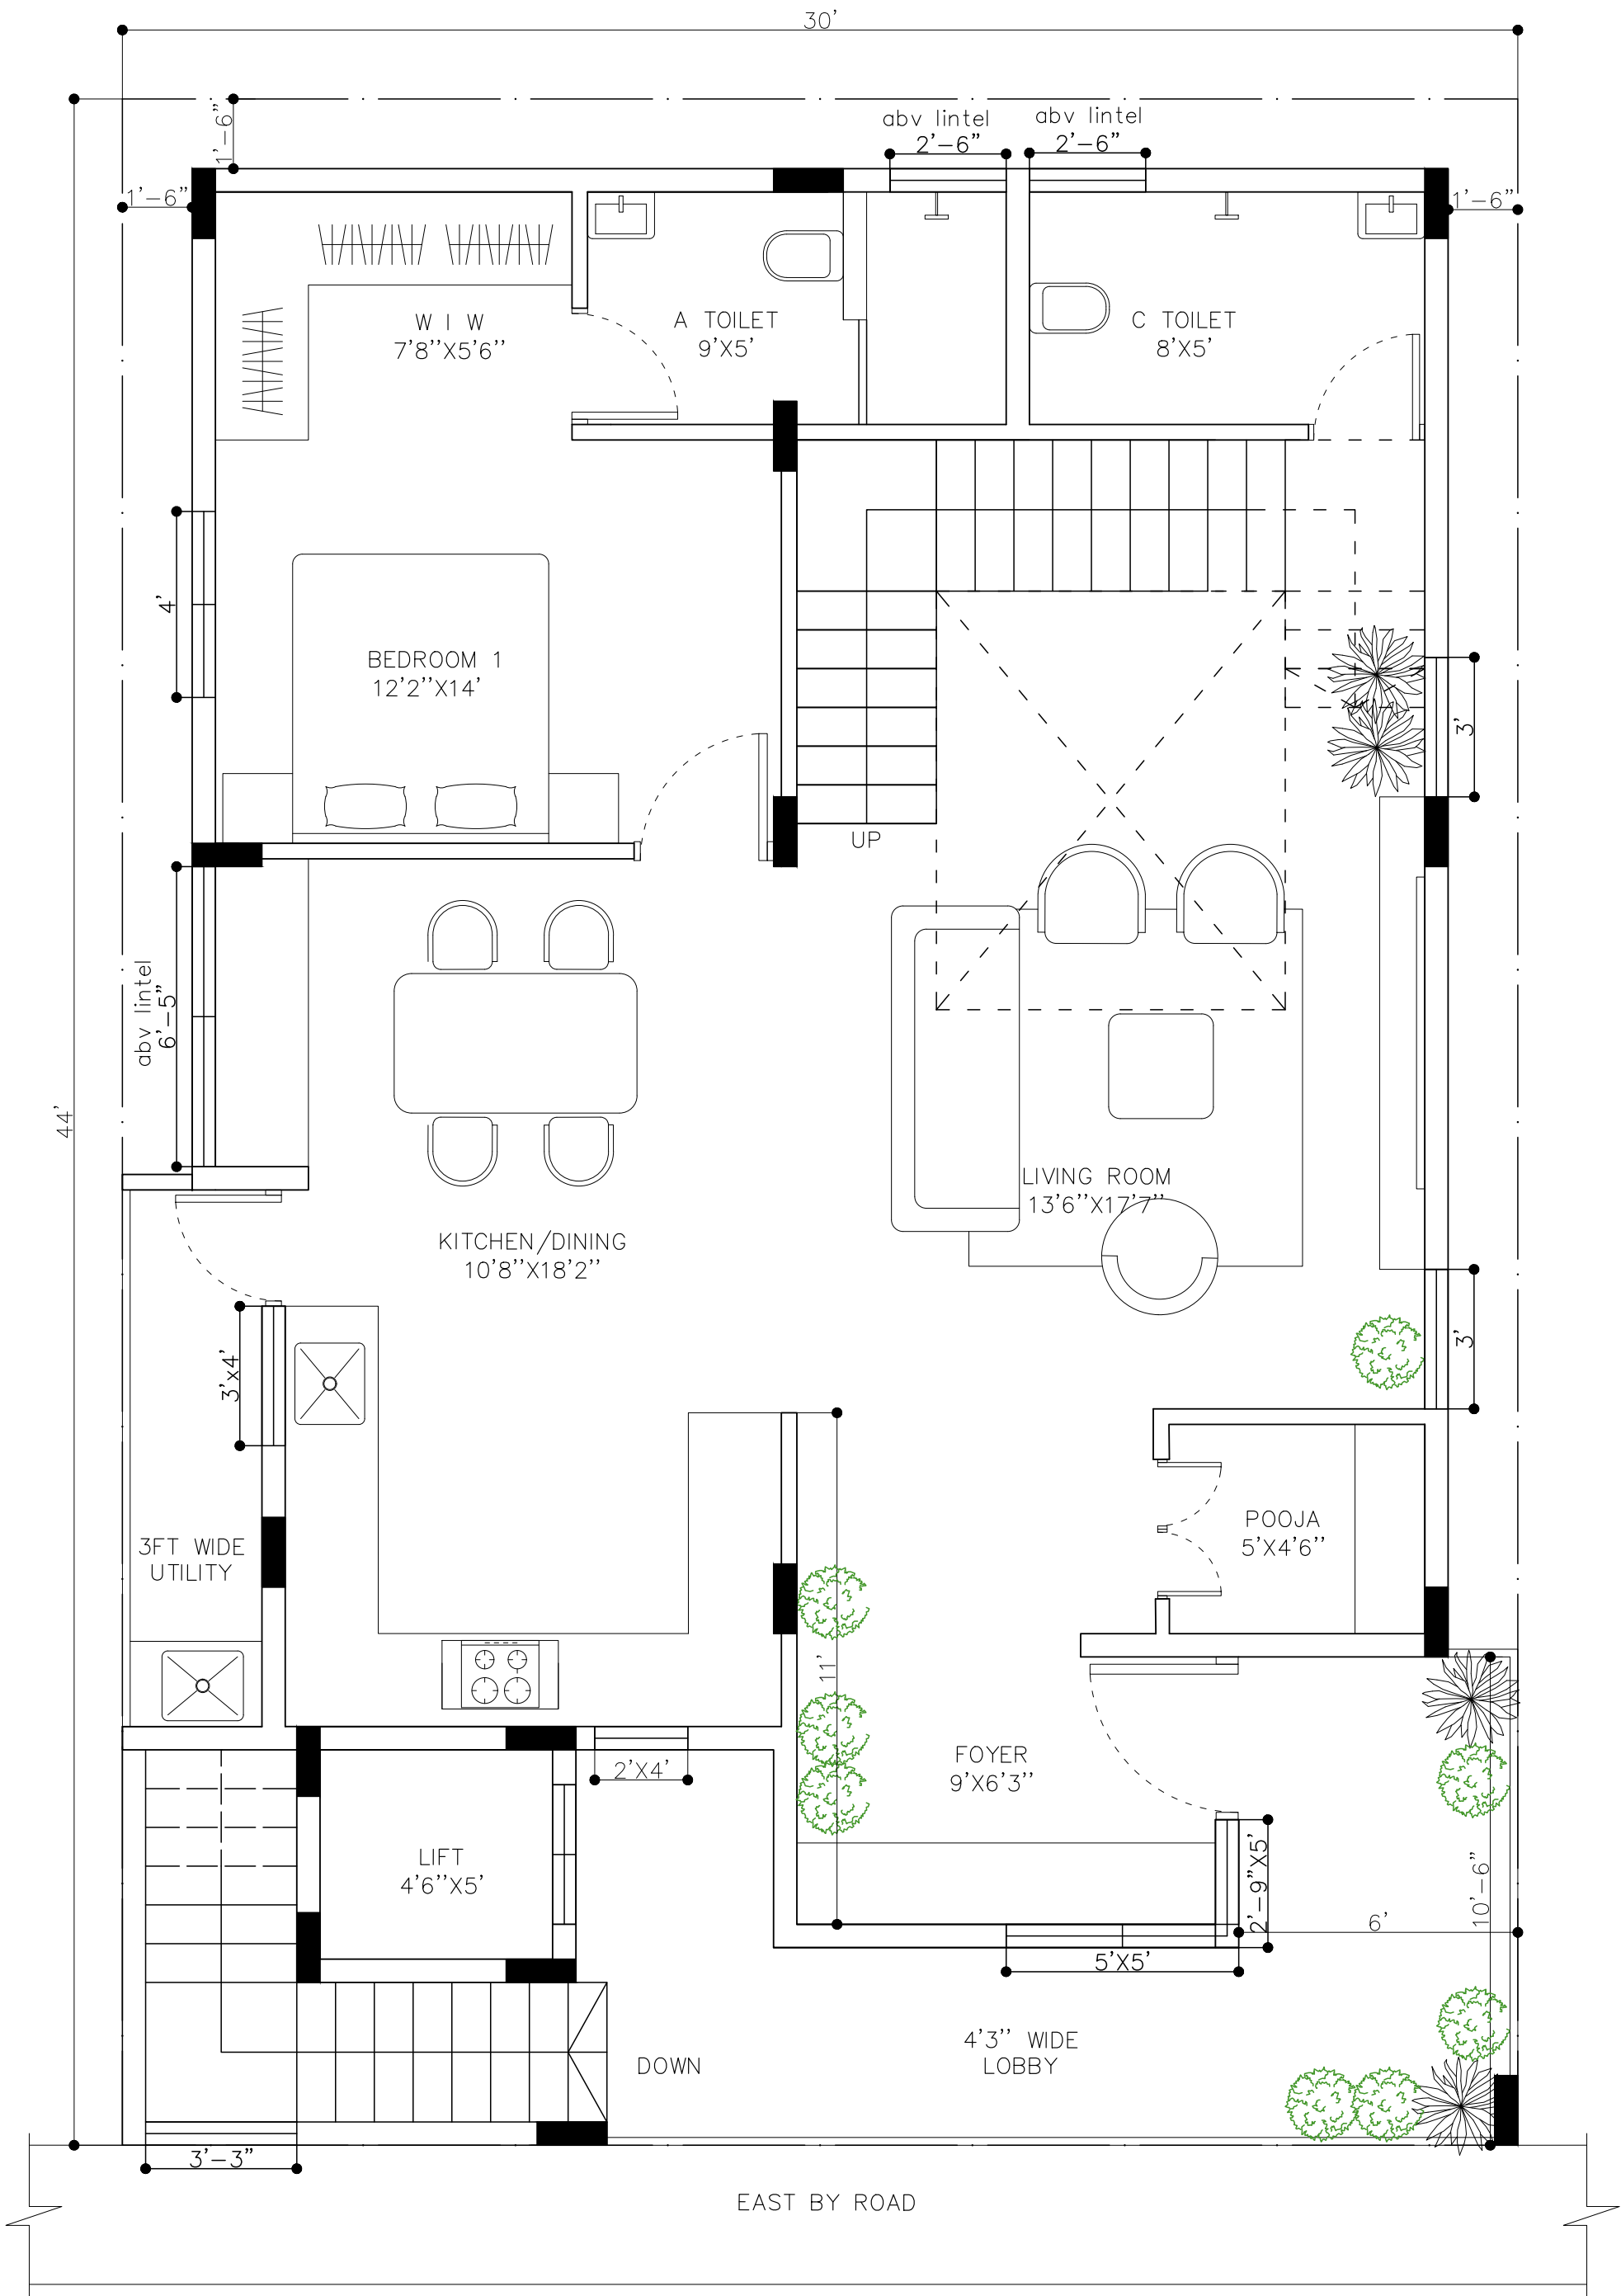 30'
abv lintel
2'-6"
abv lintel
2'-6"
1'-6"
1'-6"
1'-6"
W I W
7'8''X5'6''
A TOILET
9'X5'
C TOILET
8'X5'
4'
BEDROOM 1
12'2''X14'
3'
UP
abv lintel
6'-5"
44'
LIVING ROOM
13'6''X17'7''
KITCHEN/DINING
10'8''X18'2''
3'
3'x4'
3FT WIDE
UTILITY
POOJA
5'X4'6''
11'
FOYER
9'X6'3''
2'X4'
LIFT
4'6''X5'
2'-9"X5'
10'-6"
6'
5'X5'
4'3'' WIDE
LOBBY
DOWN
3'-3"
EAST BY ROAD